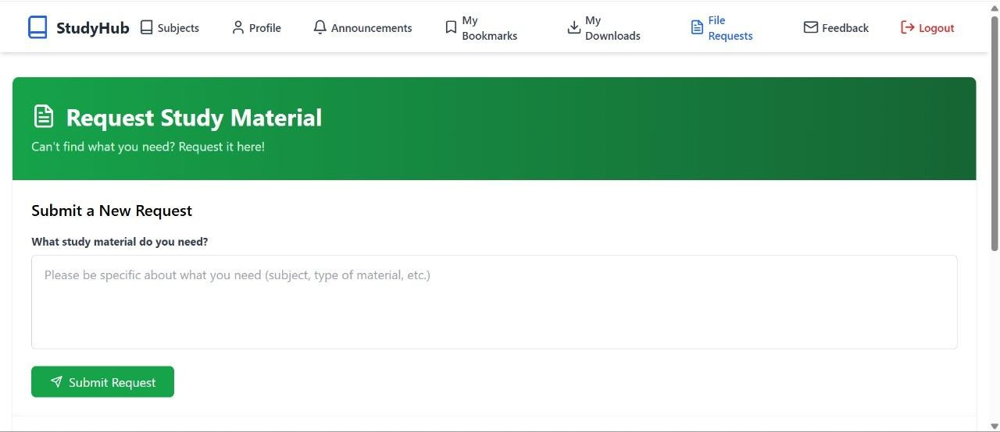 StudyHub Subjects Profile Announcements My Bookmarks My Downloads File Requests Feedback Logout
Request Study Material
Can't find what you need? Request it here!
Submit a New Request
What study material do you need?
Please be specific about what you need (subject, type of material, etc.)
Submit Request